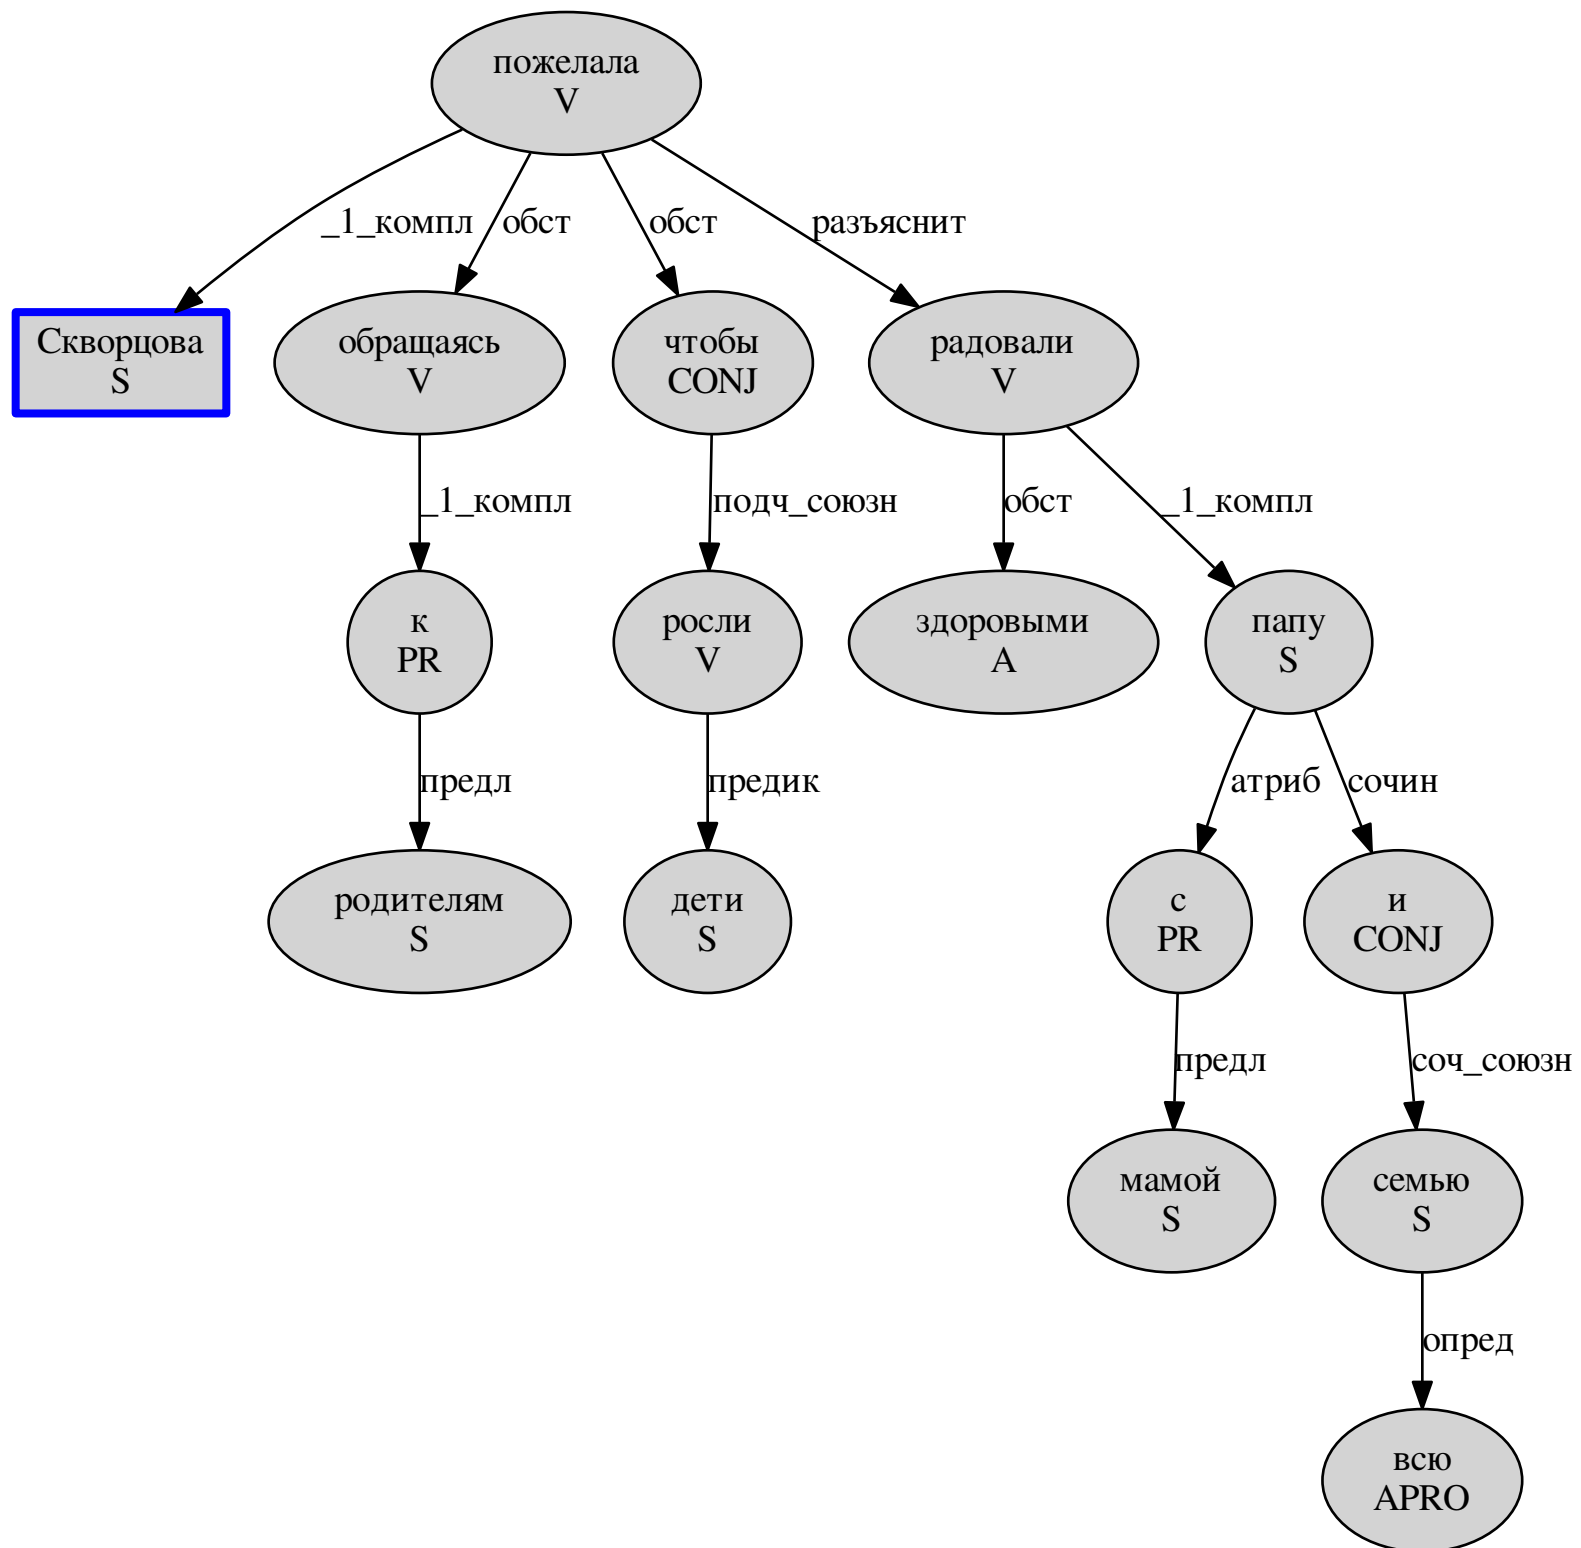 пожелала
V
_1_компл
обст
обст
разъяснит
Скворцова
S
обращаясь
V
чтобы
CONJ
радовали
V
_1_компл
подч_союзн
обст
_1_компл
к
PR
росли
V
здоровыми
A
папу
S
предл
предик
атриб
сочин
родителям
S
дети
S
с
PR
и
CONJ
предл
соч_союзн
мамой
S
семью
S
опред
всю
APRO